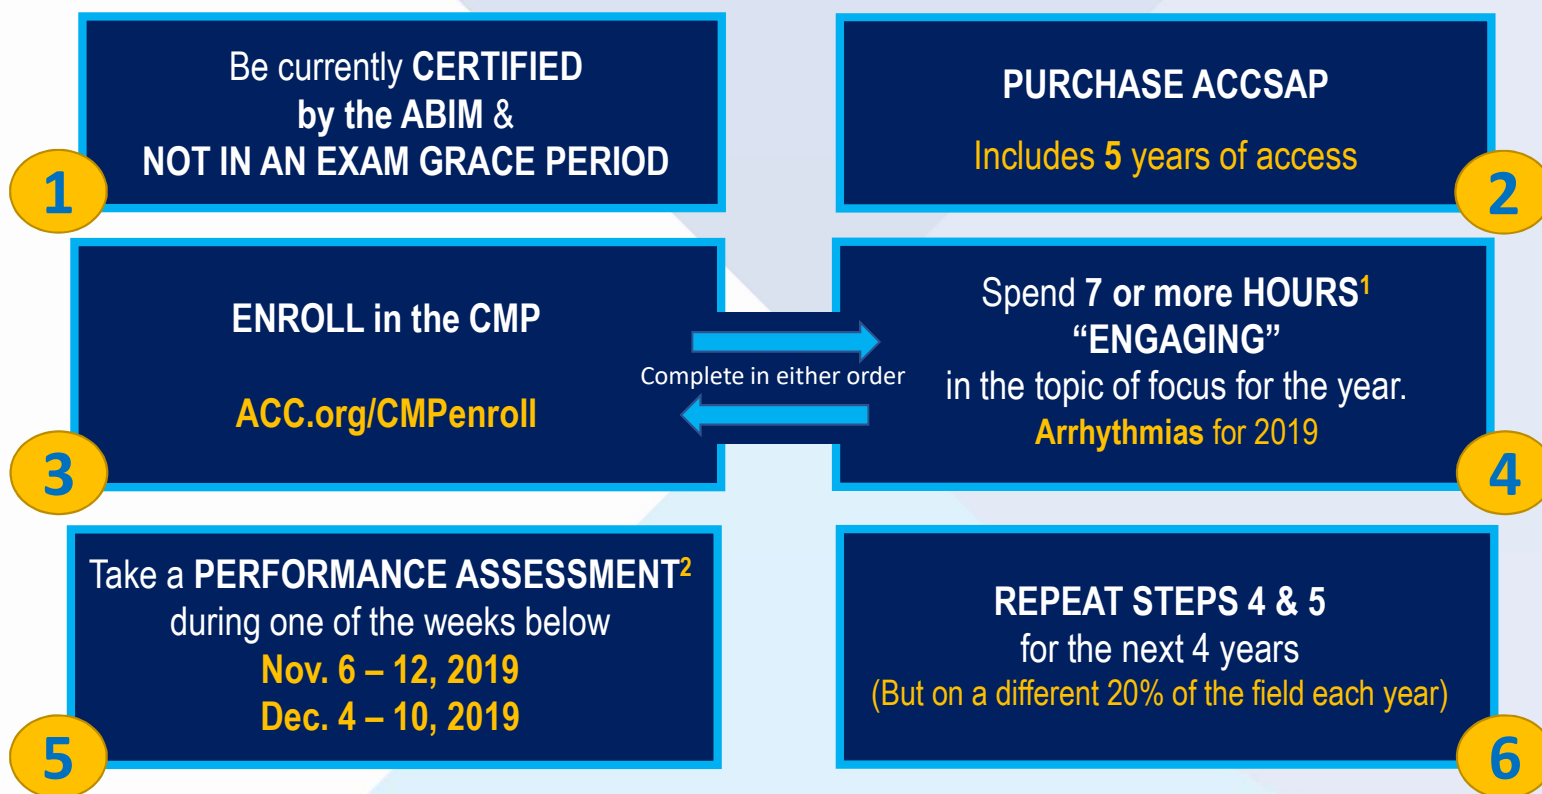 Be currently CERTIFIED
by the ABIM &
NOT IN AN EXAM GRACE PERIOD
1
PURCHASE ACCSAP
Includes 5 years of access
2
ENROLL in the CMP
ACC.org/CMPenroll
3
Complete in either order
Spend 7 or more HOURS¹
“ENGAGING”
in the topic of focus for the year.
Arrhythmias for 2019
4
Take a PERFORMANCE ASSESSMENT²
during one of the weeks below
Nov. 6 – 12, 2019
Dec. 4 – 10, 2019
5
REPEAT STEPS 4 & 5
for the next 4 years
(But on a different 20% of the field each year)
6